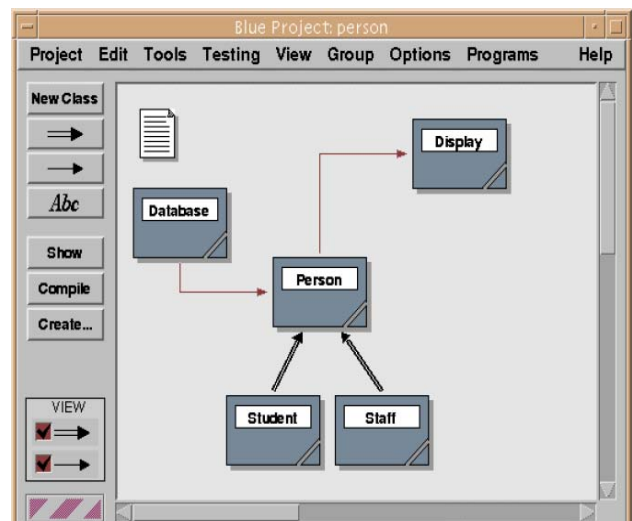 Blue Project: person
Project Edit Tools Testing View Group Options Programs Help
New Class
Abc
Show
Compile
Create...
VIEW
Display
Database
Person
Student Staff